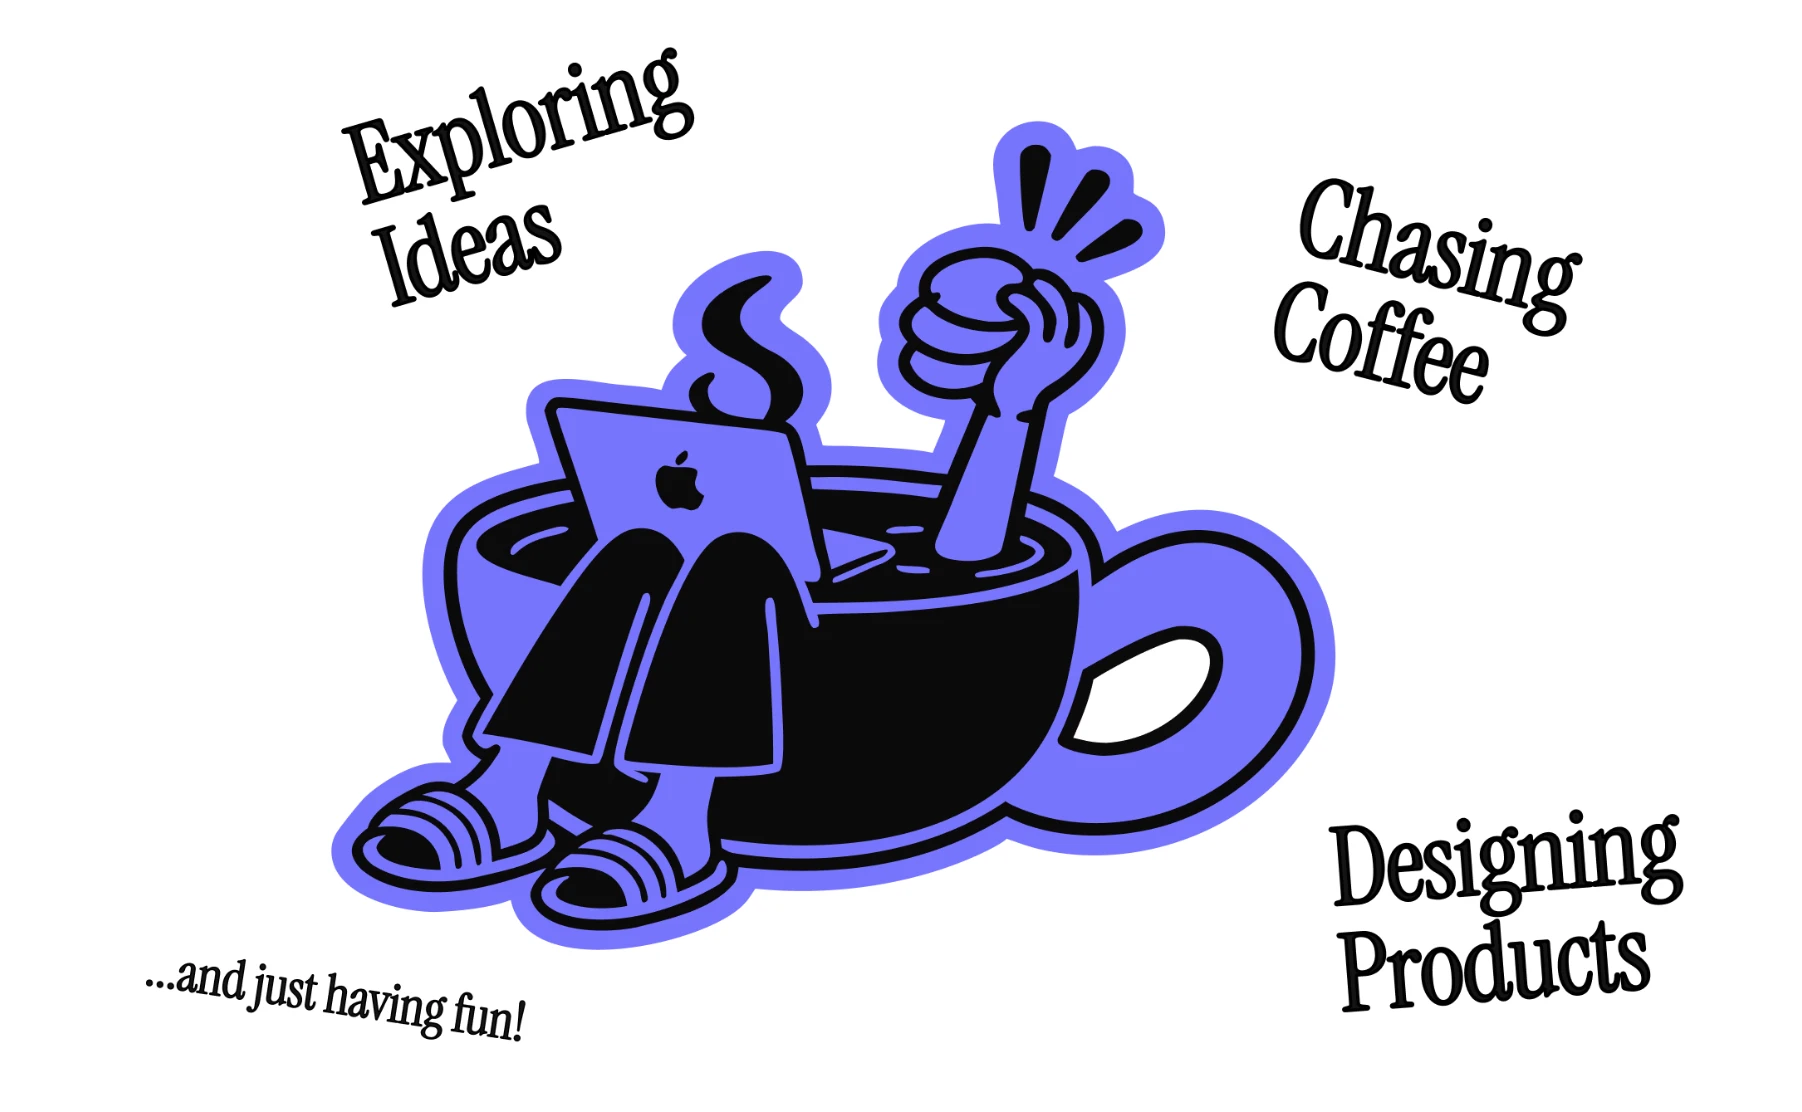 Exploring
Ideas
Chasing
Coffee
Designing
Products
...and just having fun!